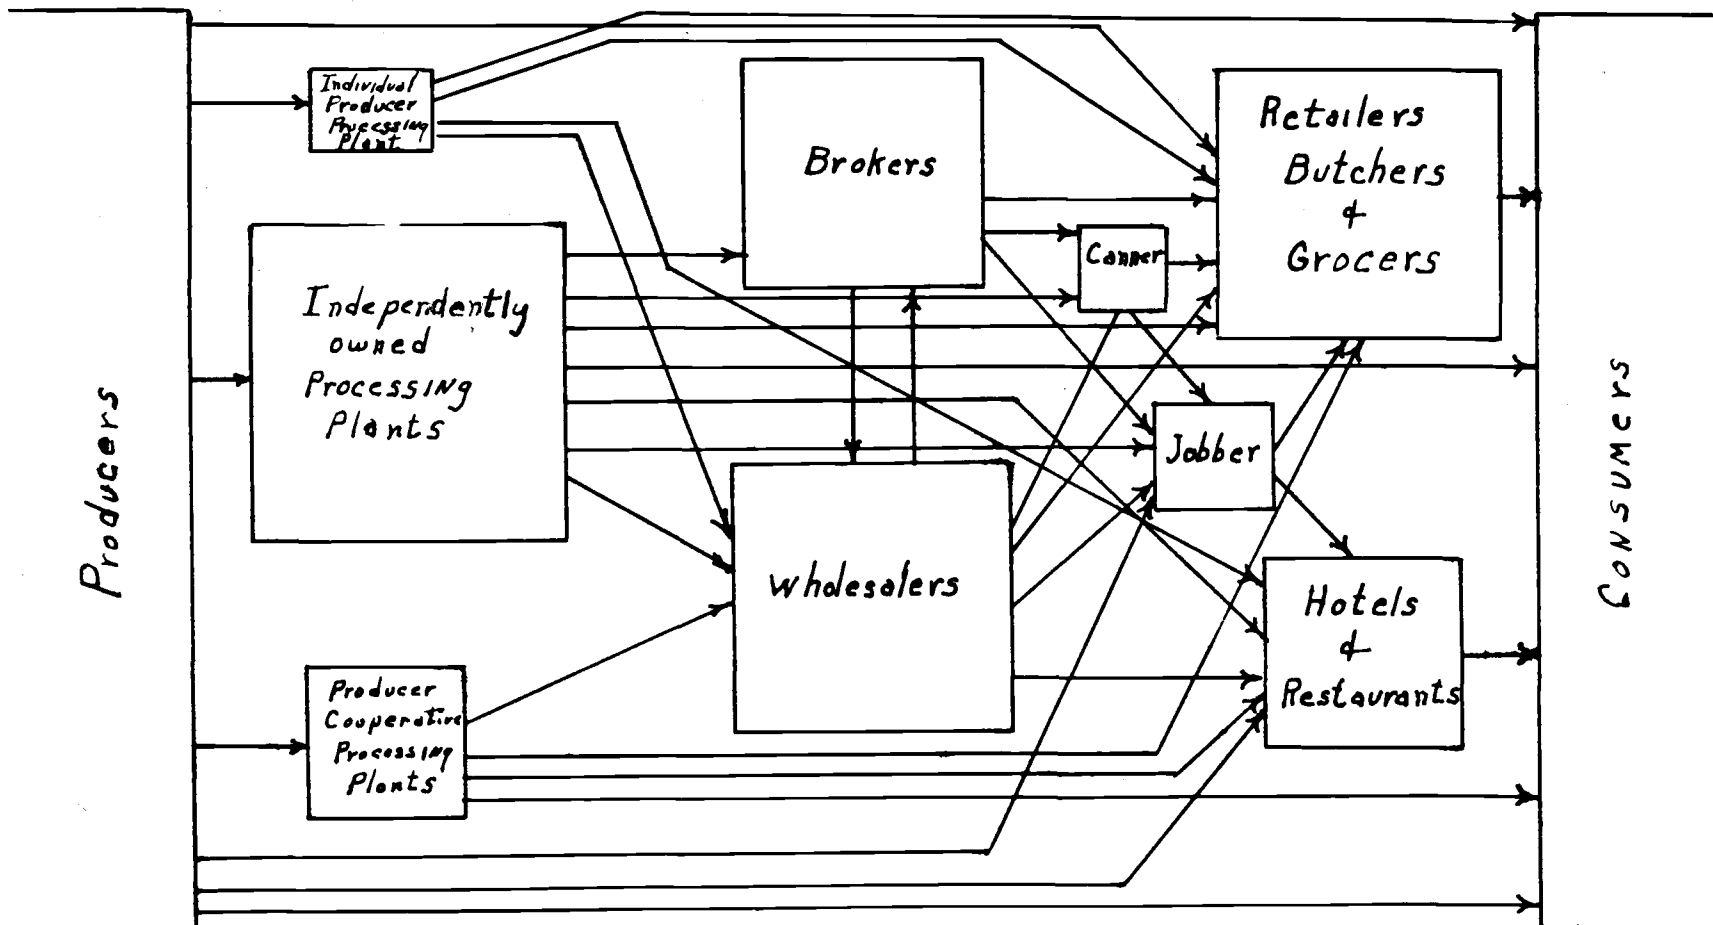 Producers
Individual
Producer
Processing
Plant
Independently
owned
Processing
Plants
Producer
Cooperative
Processing
Plants
Brokers
Wholesalers
Canner
Jobber
Retailers
Butchers
&
Grocers
Hotels
&
Restaurants
Consumers